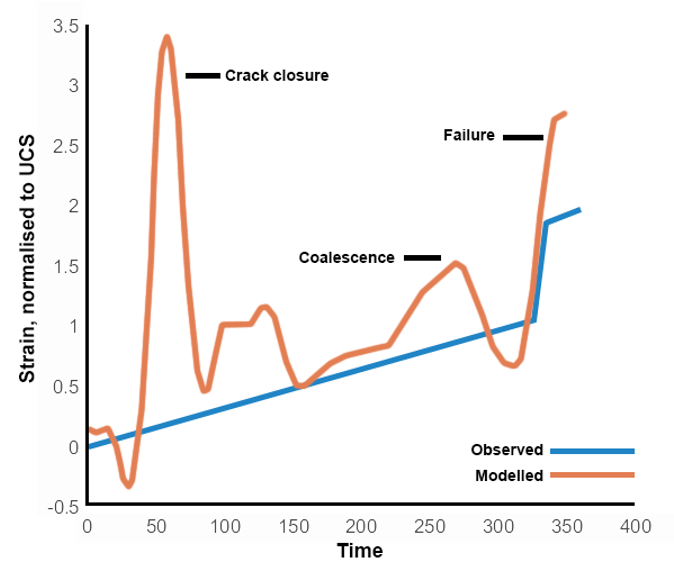 3.5
3
2.5
2
1.5
1
0.5
0
-0.5
Strain, normalised to UCS
Crack closure
Failure
Coalescence
Observed
Modelled
0 50 100 150 200 250 300 350 400
Time